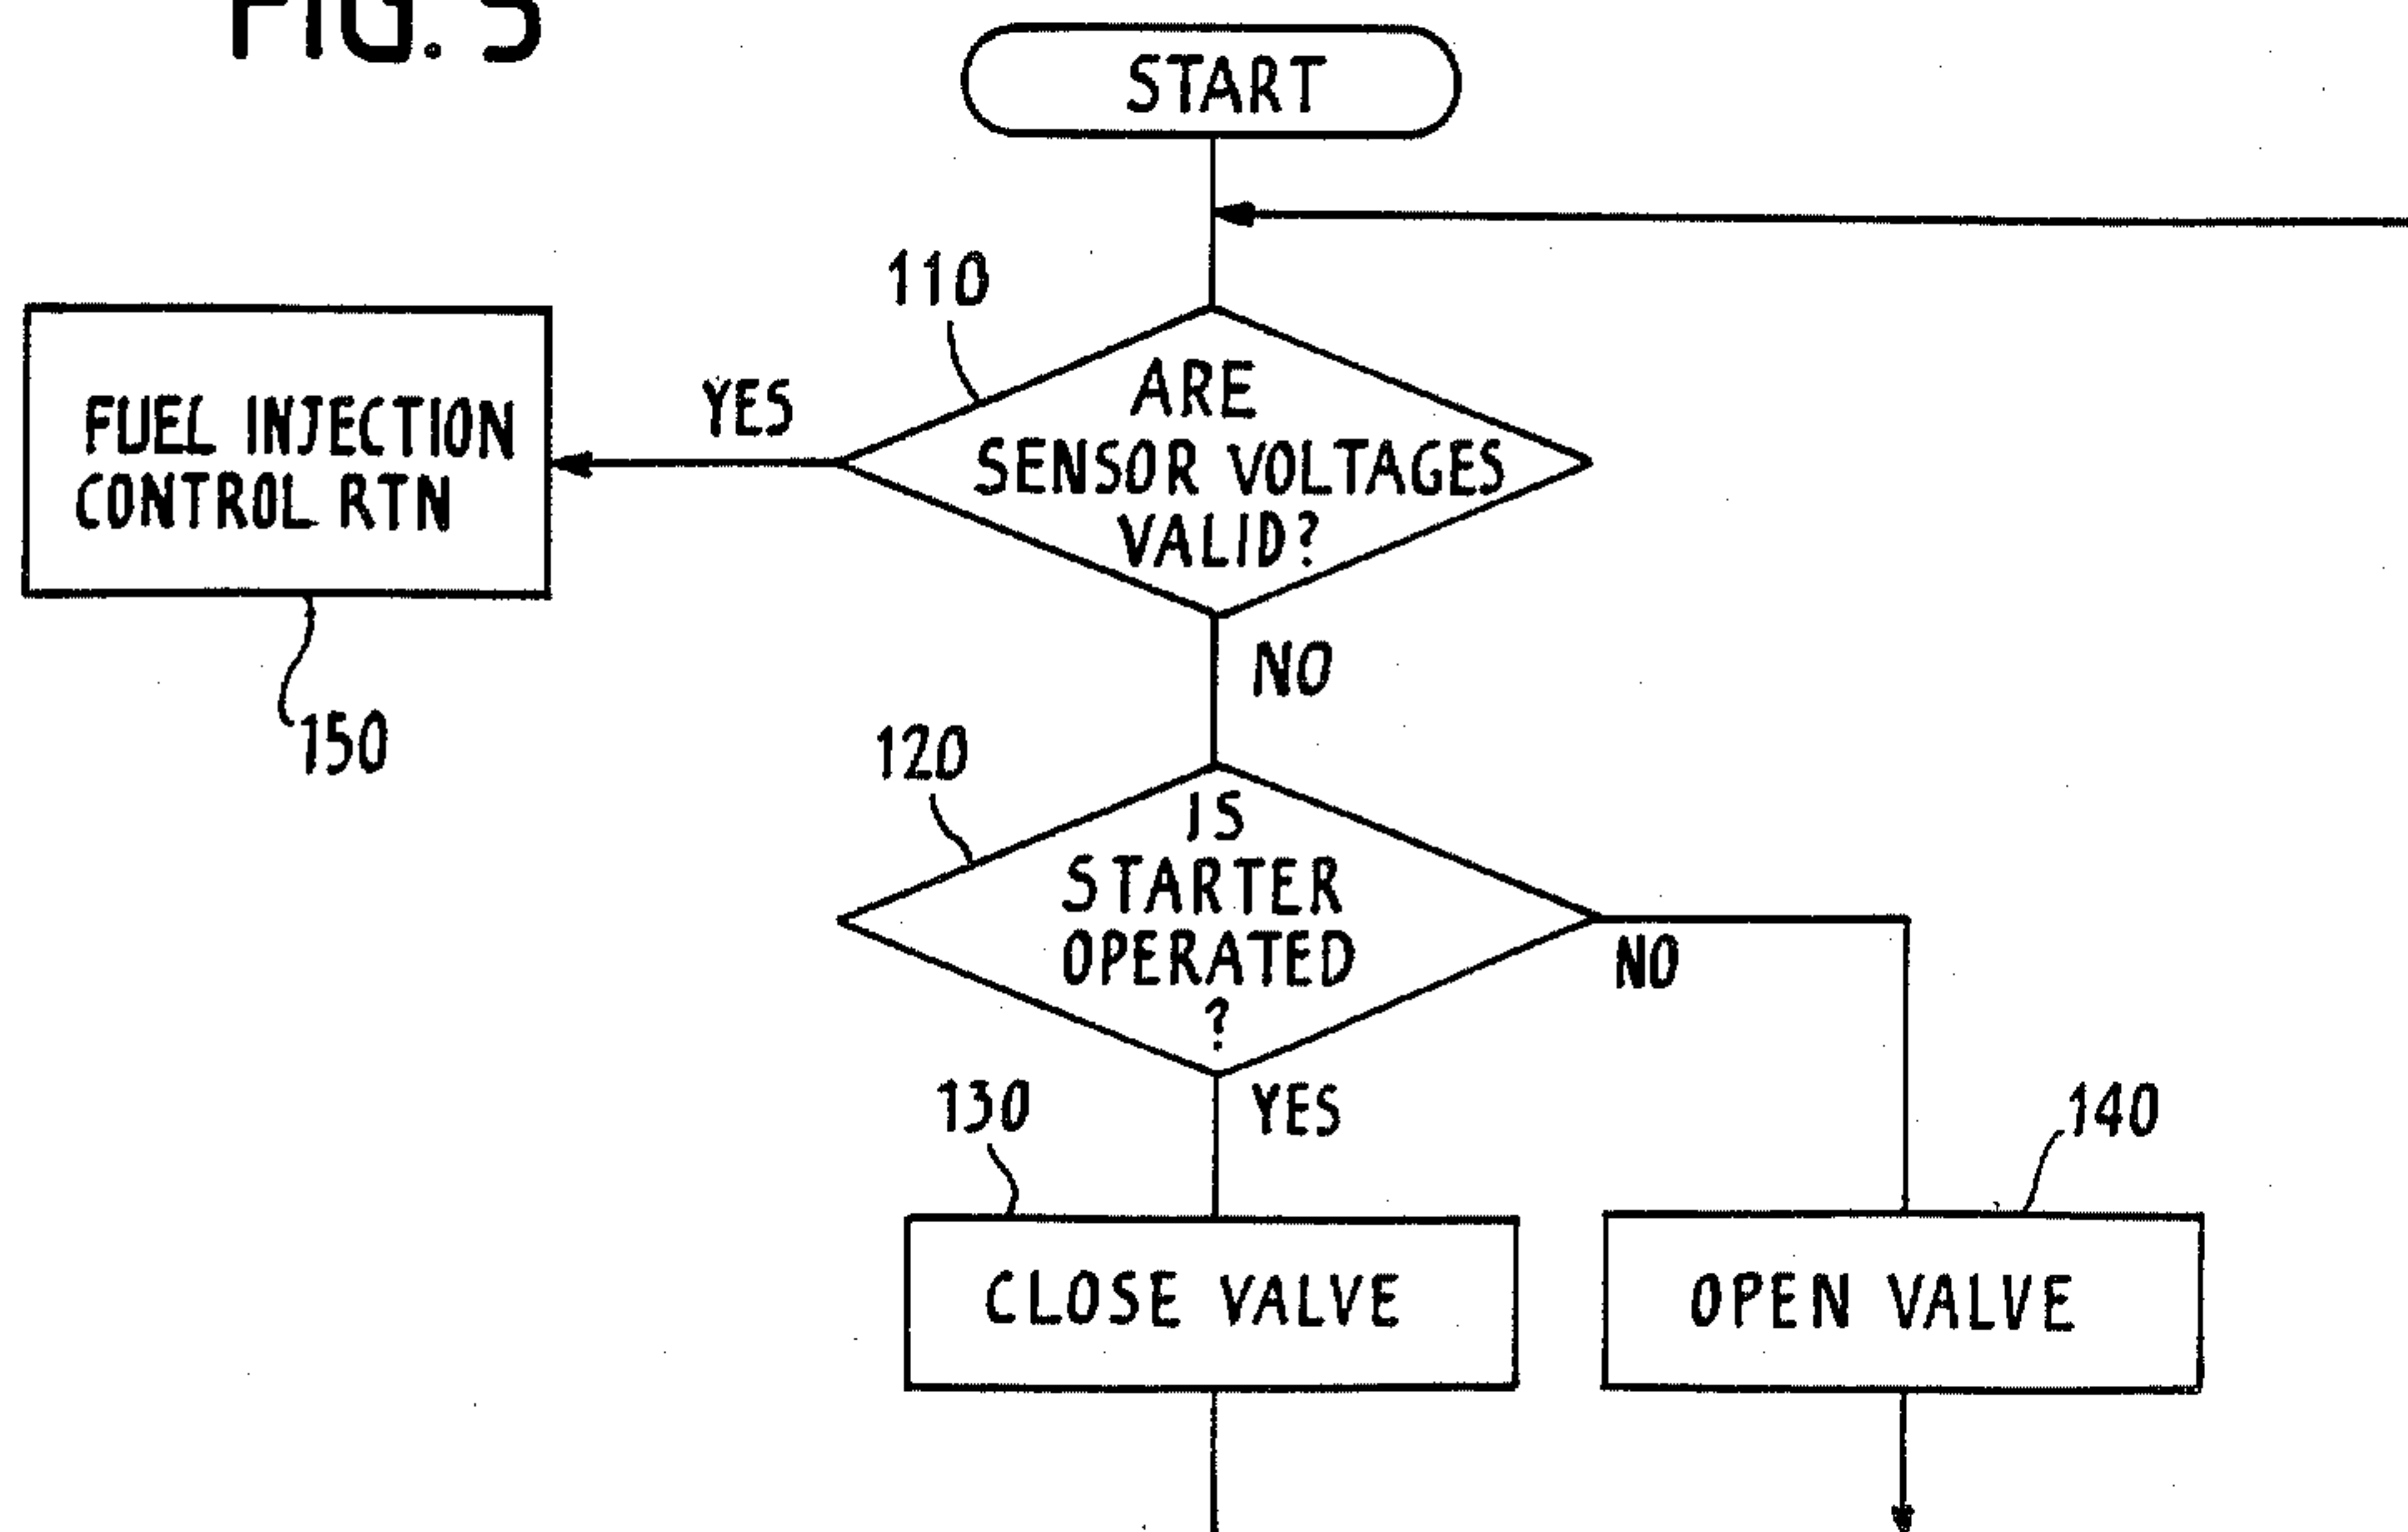 FIG. 5
START
110
ARE
SENSOR VOLTAGES
VALID?
YES
FUEL INJECTION
CONTROL RTN
150
NO
120
IS
STARTER
OPERATED
?
NO
YES
130
CLOSE VALVE
140
OPEN VALVE